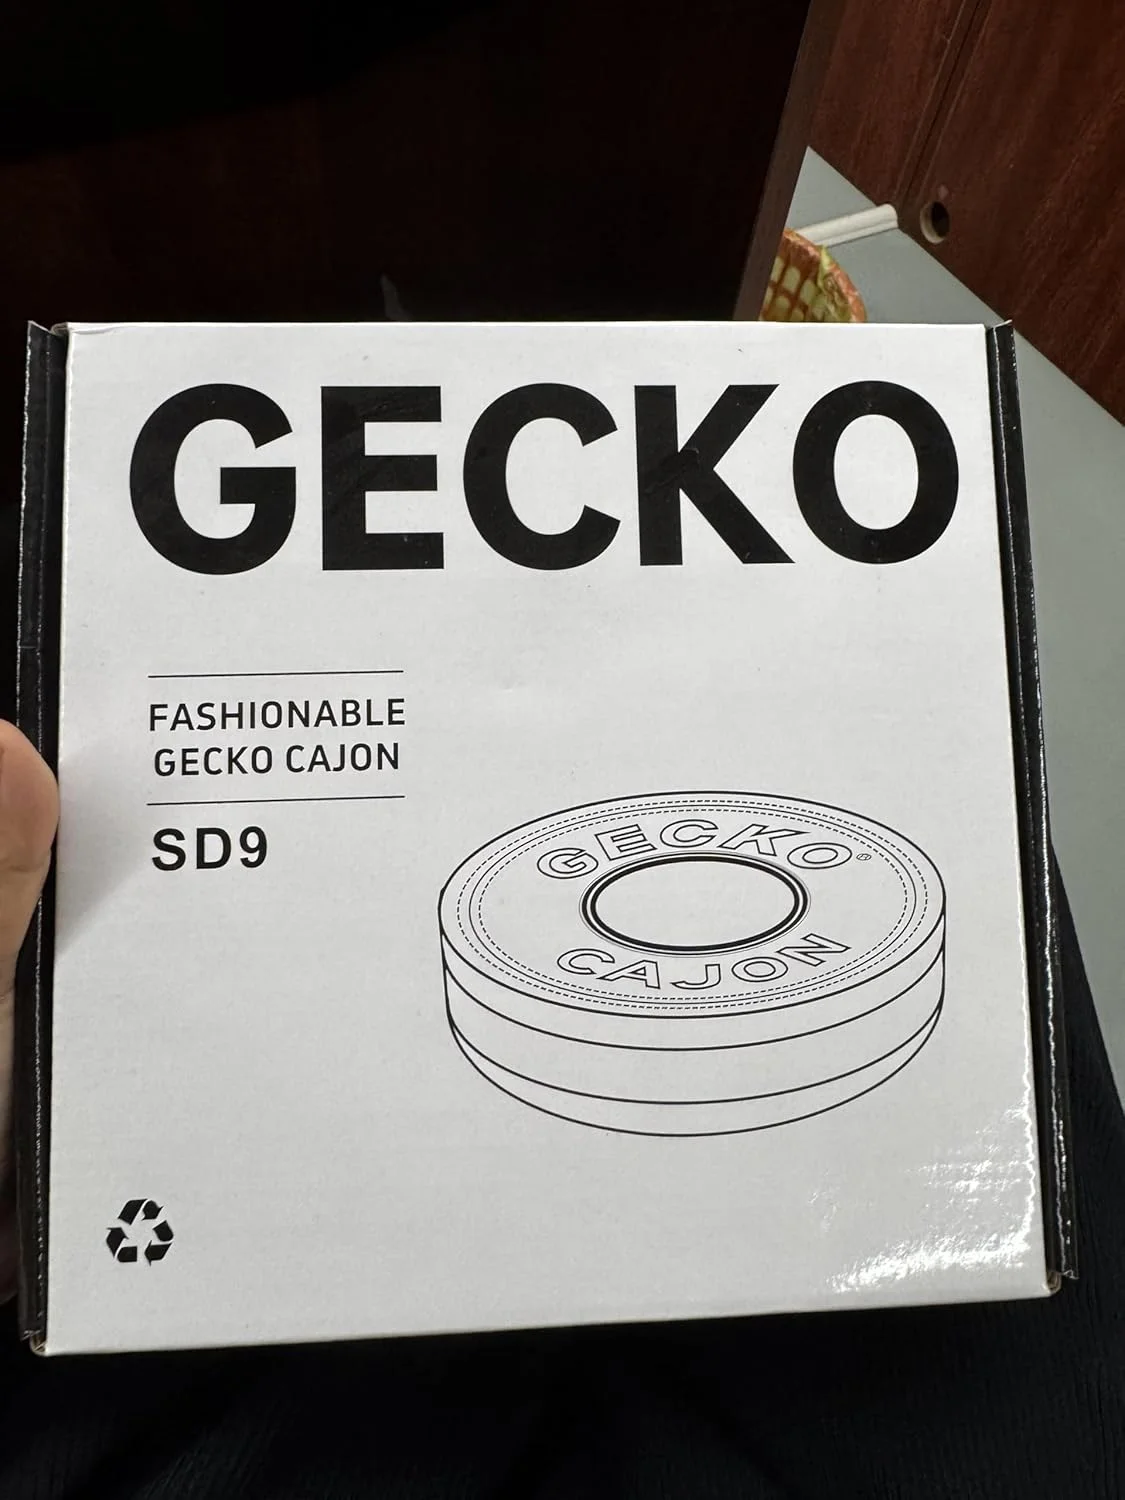 GECKO
FASHIONABLE
GECKO CAJON
SD9
GECKO®
CAJON